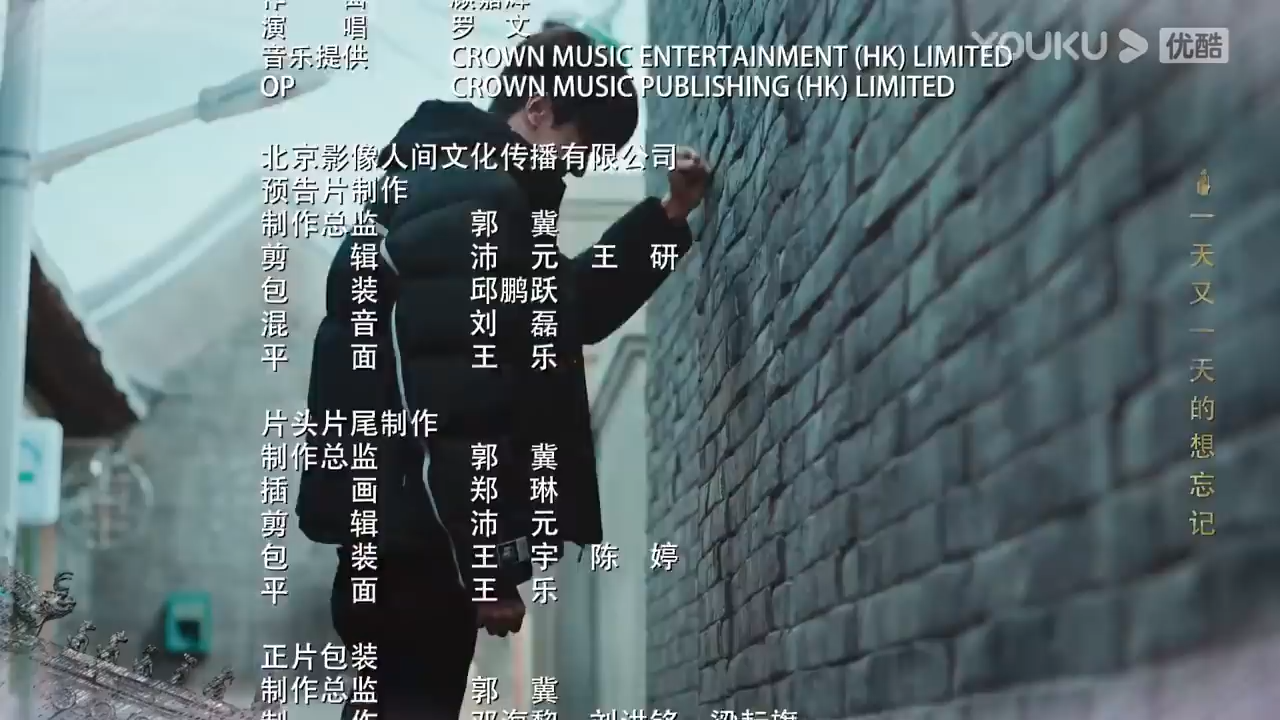 演 唱 罗 文
音乐提供 CROWN MUSIC ENTERTAINMENT (HK) LIMITED
OP CROWN MUSIC PUBLISHING (HK) LIMITED
YOUKU 优酷
北京影像人间文化传播有限公司
预告片制作
制作总监 郭 冀
剪 辑 沛 元 王 研
包 装 邱鹏跃
混 音 刘 磊
平 面 王 乐
片头片尾制作
制作总监 郭 冀
插 画 郑 琳
剪 辑 沛 元
包 装 王 宇 陈 婷
平 面 王 乐
正片包装
制作总监 郭 冀
一天又一天的想忘记